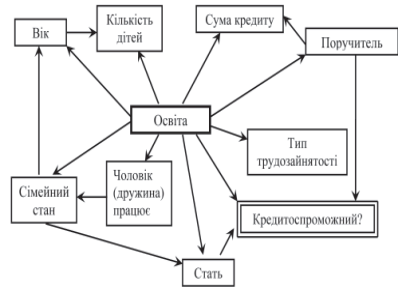 Вік
Кількість
дітей
Сума кредиту
Поручитель
Освіта
Тип
трудозайнятості
Сімейний
стан
Чоловік
(дружина)
працює
Кредитоспроможний?
Стать